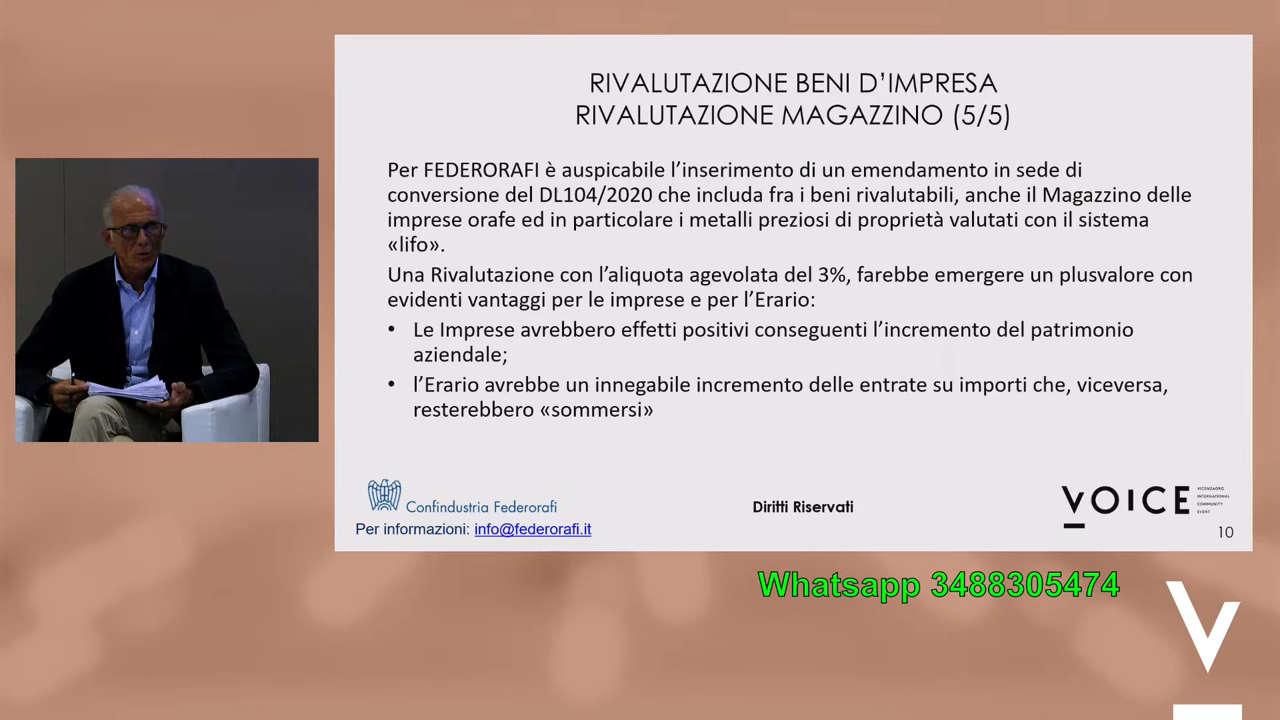 RIVALUTAZIONE BENI D’IMPRESA
RIVALUTAZIONE MAGAZZINO (5/5)
Per FEDERORAFI è auspicabile l’inserimento di un emendamento in sede di
conversione del DL104/2020 che includa fra i beni rivalutabili, anche il Magazzino delle
imprese orafe ed in particolare i metalli preziosi di proprietà valutati con il sistema
«lifo».
Una Rivalutazione con l’aliquota agevolata del 3%, farebbe emergere un plusvalore con
evidenti vantaggi per le imprese e per l’Erario:
• Le Imprese avrebbero effetti positivi conseguenti l’incremento del patrimonio
aziendale;
• l’Erario avrebbe un innegabile incremento delle entrate su importi che, viceversa,
resterebbero «sommersi»
Confindustria Federorafi
Per informazioni: info@federorafi.it
Diritti Riservati
VOICE
VICENZAORO
INTERNATIONAL
COMMUNITY
EVENT
10
Whatsapp 3488305474
V